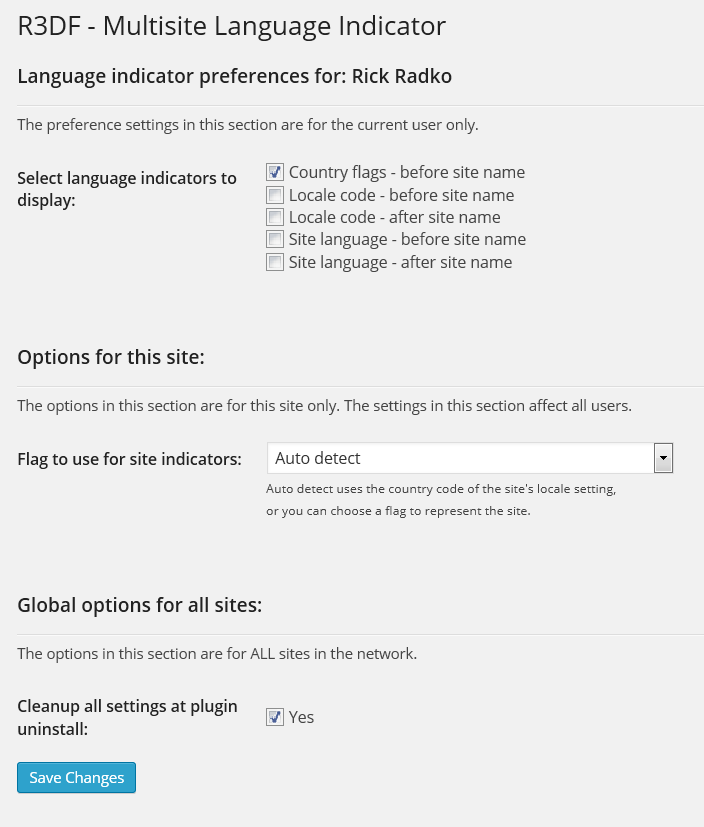 R3DF - Multisite Language Indicator
Language indicator preferences for: Rick Radko
The preference settings in this section are for the current user only.
Select language indicators to
display:
Country flags - before site name
Locale code - before site name
Locale code - after site name
Site language - before site name
Site language - after site name
Options for this site:
The options in this section are for this site only. The settings in this section affect all users.
Flag to use for site indicators:
Auto detect
Auto detect uses the country code of the site's locale setting,
or you can choose a flag to represent the site.
Global options for all sites:
The options in this section are for ALL sites in the network.
Cleanup all settings at plugin
uninstall:
Yes
Save Changes